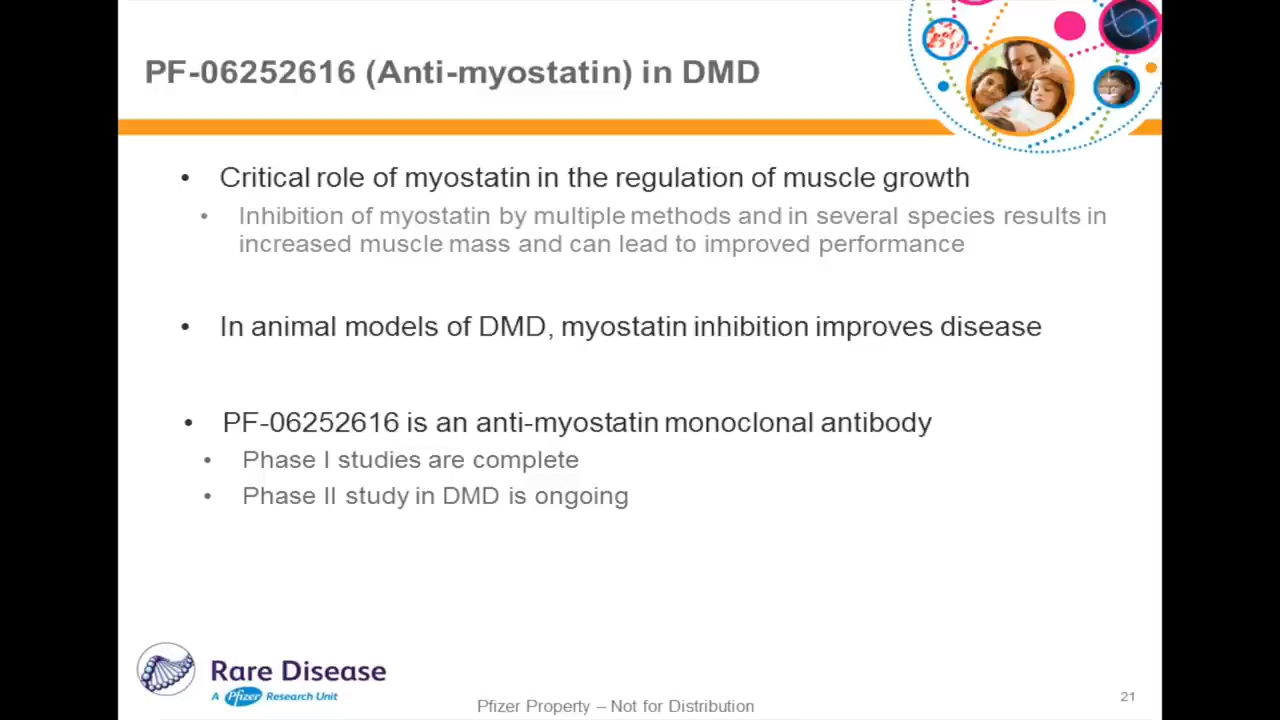 PF-06252616 (Anti-myostatin) in DMD
• Critical role of myostatin in the regulation of muscle growth
• Inhibition of myostatin by multiple methods and in several species results in
increased muscle mass and can lead to improved performance
• In animal models of DMD, myostatin inhibition improves disease
• PF-06252616 is an anti-myostatin monoclonal antibody
• Phase I studies are complete
• Phase II study in DMD is ongoing
Rare Disease
A Pfizer Research Unit
Pfizer Property – Not for Distribution
21